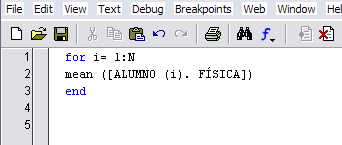 File Edit View Text Debug Breakpoints Web Window Help
1 for i= 1:N
2 mean ([ALUMNO (i). FÍSICA])
3 end
4
5